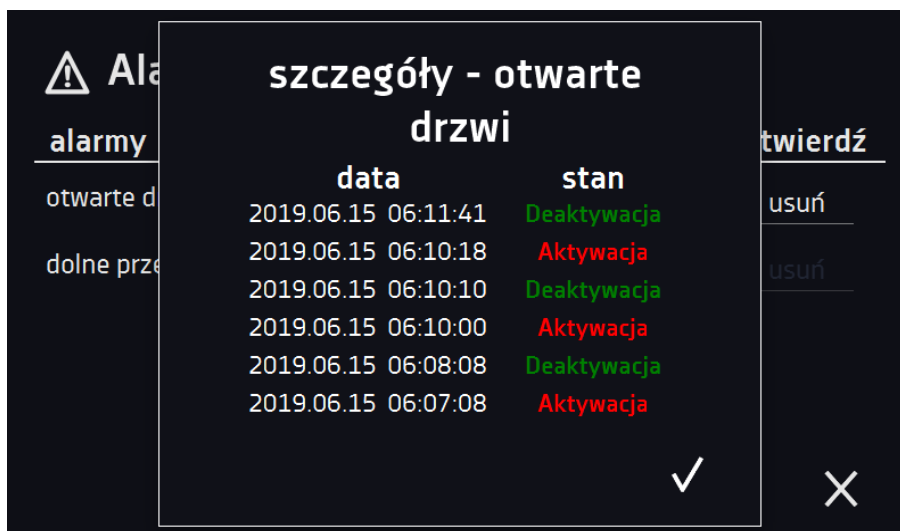 Ala
szczegóły - otwarte
drzwi
alarmy
twierdź
data stan
otwarte d
usuń
2019.06.15 06:11:41 Deaktywacja
2019.06.15 06:10:18 Aktywacja
dolne prze
usuń
2019.06.15 06:10:10 Deaktywacja
2019.06.15 06:10:00 Aktywacja
2019.06.15 06:08:08 Deaktywacja
2019.06.15 06:07:08 Aktywacja